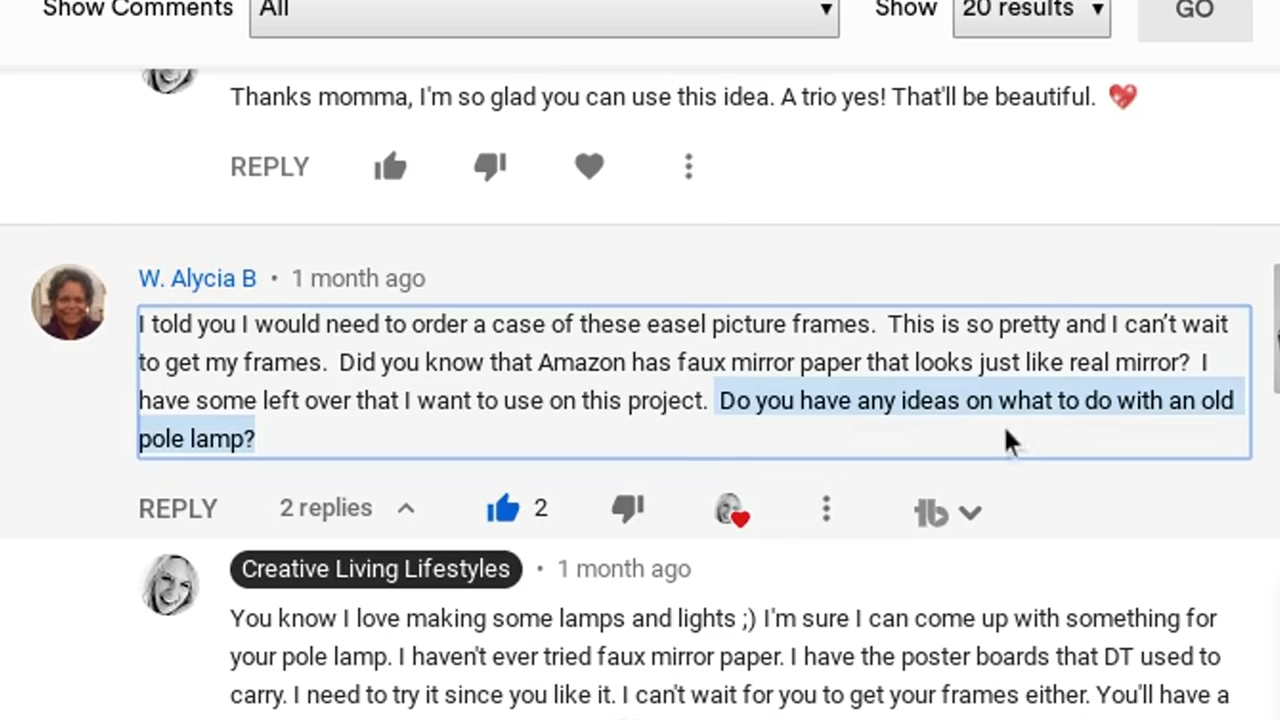 Show Comments All Show 20 results GO
Thanks momma, I'm so glad you can use this idea. A trio yes! That'll be beautiful. 💖
REPLY
W. Alycia B • 1 month ago
I told you I would need to order a case of these easel picture frames. This is so pretty and I can’t wait
to get my frames. Did you know that Amazon has faux mirror paper that looks just like real mirror? I
have some left over that I want to use on this project. Do you have any ideas on what to do with an old
pole lamp?
REPLY 2 replies 2 tb
Creative Living Lifestyles • 1 month ago
You know I love making some lamps and lights ;) I'm sure I can come up with something for
your pole lamp. I haven't ever tried faux mirror paper. I have the poster boards that DT used to
carry. I need to try it since you like it. I can't wait for you to get your frames either. You'll have a